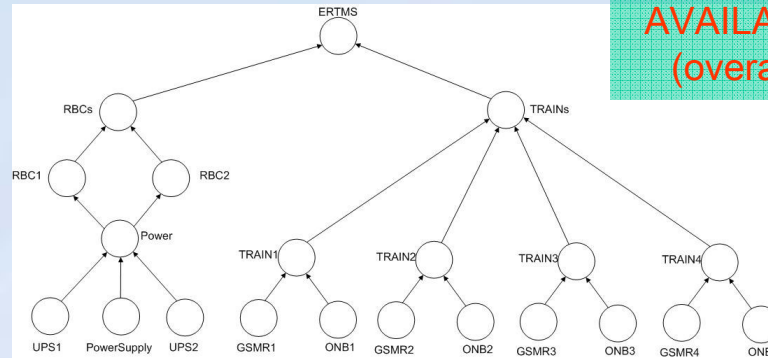 ERTMS
(overa
RBCs
TRAINs
RBC1
RBC2
Power
TRAIN1
TRAIN2
TRAIN3
TRAIN4
UPS1
PowerSupply
UPS2
GSMR1
ONB1
GSMR2
ONB2
GSMR3
ONB3
GSMR4